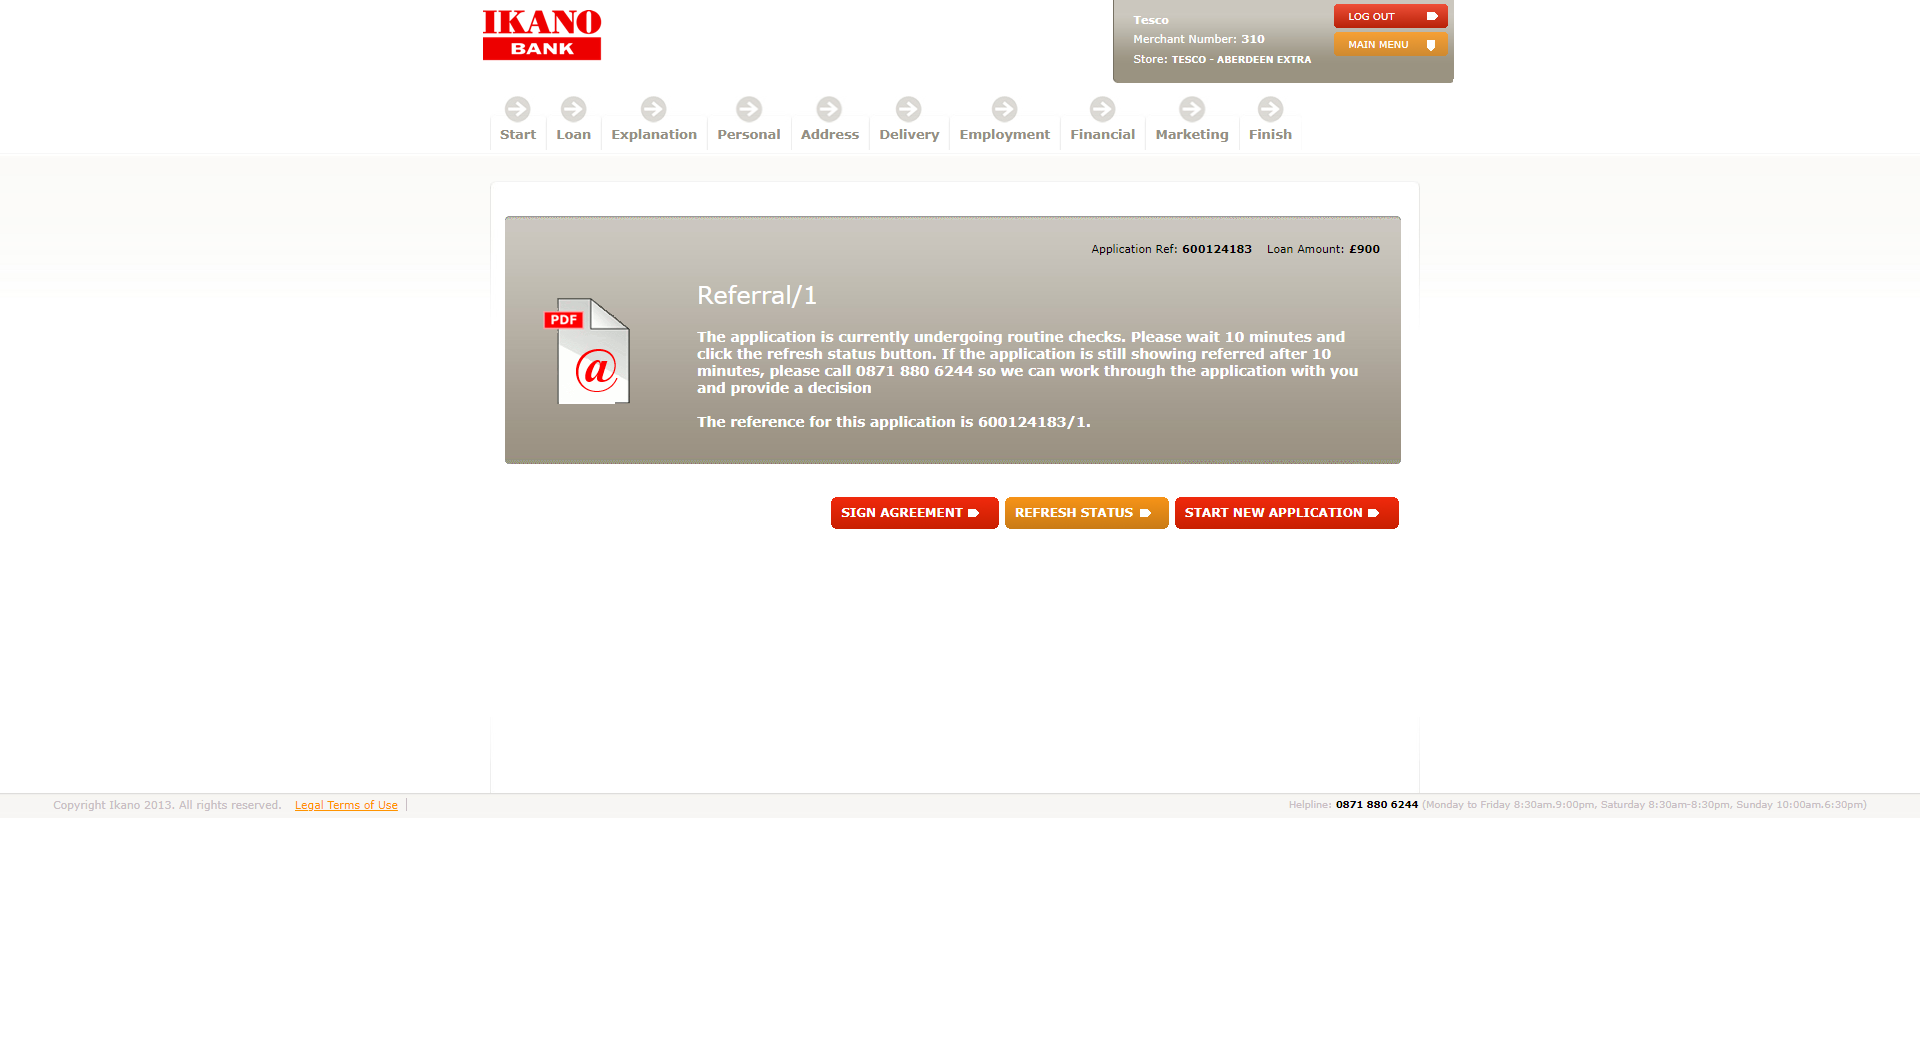 IKANO
BANK
Tesco
Merchant Number: 310
Store: TESCO - ABERDEEN EXTRA
LOG OUT
MAIN MENU
Start
Loan
Explanation
Personal
Address
Delivery
Employment
Financial
Marketing
Finish
Application Ref: 600124183 Loan Amount: £900
PDF
@
Referral/1
The application is currently undergoing routine checks. Please wait 10 minutes and
click the refresh status button. If the application is still showing referred after 10
minutes, please call 0871 880 6244 so we can work through the application with you
and provide a decision
The reference for this application is 600124183/1.
SIGN AGREEMENT
REFRESH STATUS
START NEW APPLICATION
Copyright Ikano 2013. All rights reserved. Legal Terms of Use
Helpline: 0871 880 6244 (Monday to Friday 8:30am.9:00pm, Saturday 8:30am-8:30pm, Sunday 10:00am.6:30pm)